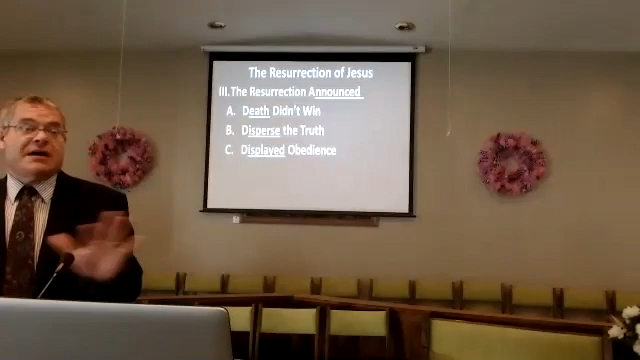 The Resurrection of Jesus
III.The Resurrection Announced
A. Death Didn't Win
B. Disperse the Truth
C. Displayed Obedience